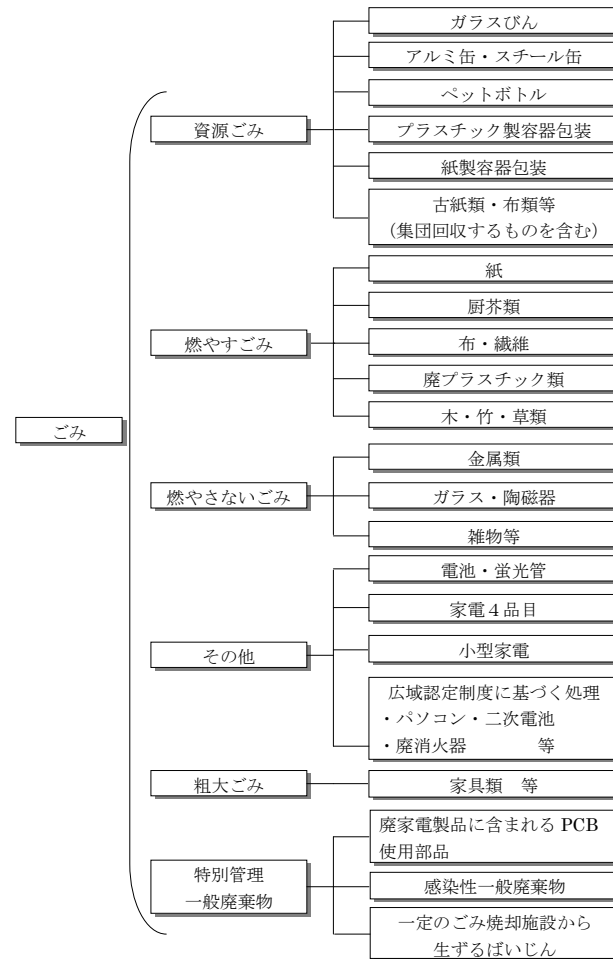 ごみ
資源ごみ
ガラスびん
アルミ缶・スチール缶
ペットボトル
プラスチック製容器包装
紙製容器包装
古紙類・布類等
（集団回収するものを含む）
燃やすごみ
紙
厨芥類
布・繊維
廃プラスチック類
木・竹・草類
燃やさないごみ
金属類
ガラス・陶磁器
雑物等
その他
電池・蛍光管
家電４品目
小型家電
広域認定制度に基づく処理
・パソコン・二次電池
・廃消火器　　　　等
粗大ごみ
家具類　等
特別管理
一般廃棄物
廃家電製品に含まれる PCB
使用部品
感染性一般廃棄物
一定のごみ焼却施設から
生ずるばいじん